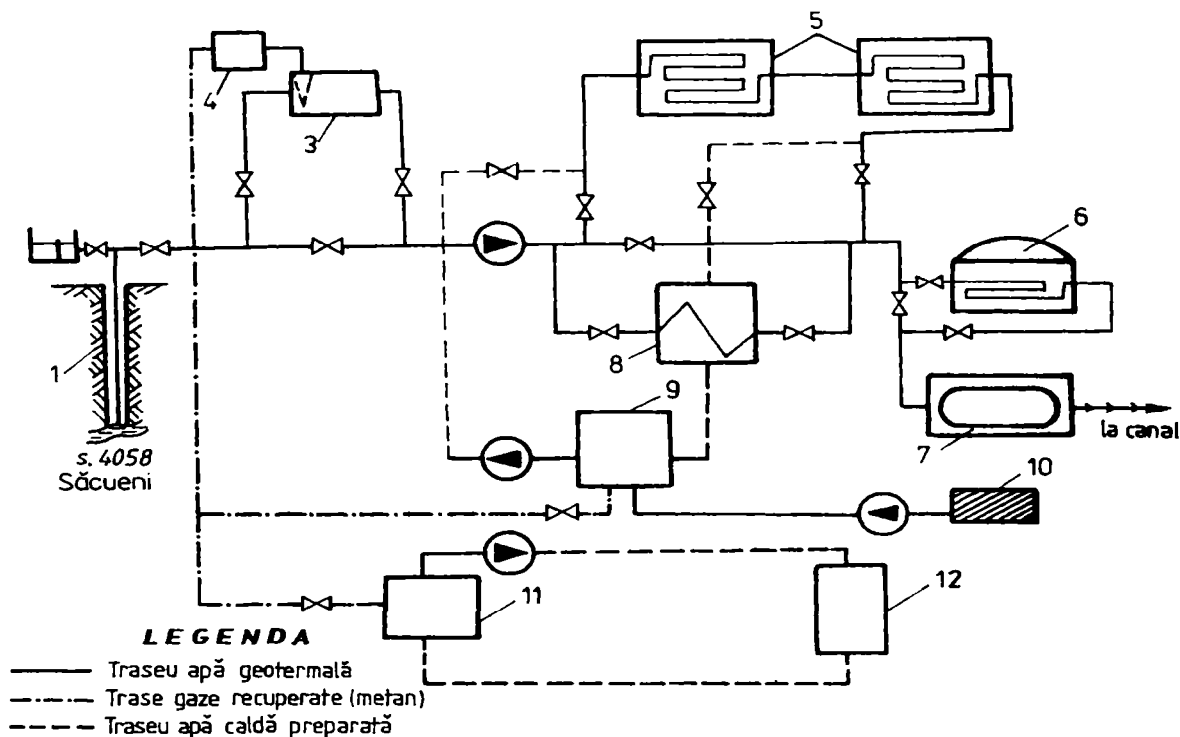 5
4
3
6
1
8
9
s. 4058
Săcueni
7
la canal
10
11
12
LEGENDA
Traseu apă geotermală
Trase gaze recuperate (metan)
Traseu apă caldă preparată